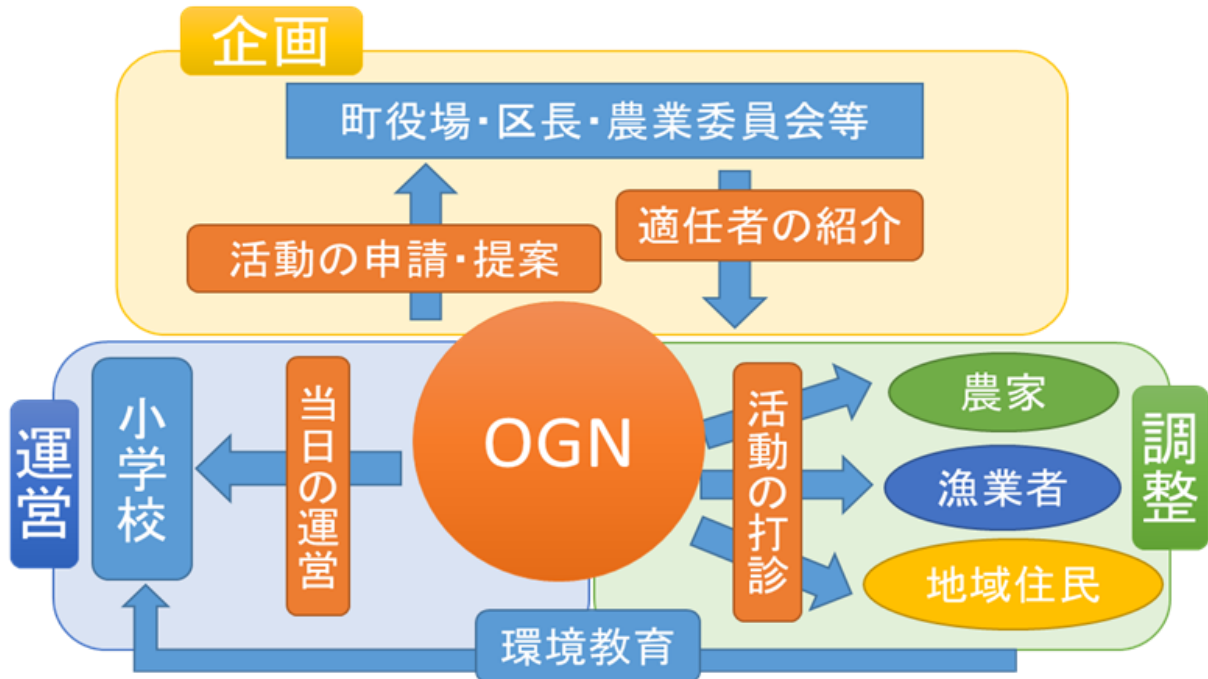 企画
町役場・区長・農業委員会等
活動の申請・提案
適任者の紹介
運営
小学校
当日の運営
OGN
活動の打診
農家
漁業者
地域住民
調整
環境教育